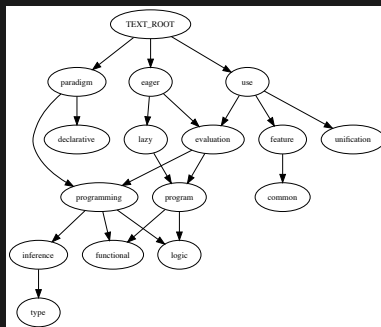 TEXT_ROOT
paradigm eager use
declarative lazy evaluation feature unification
programming program common
inference functional logic
type